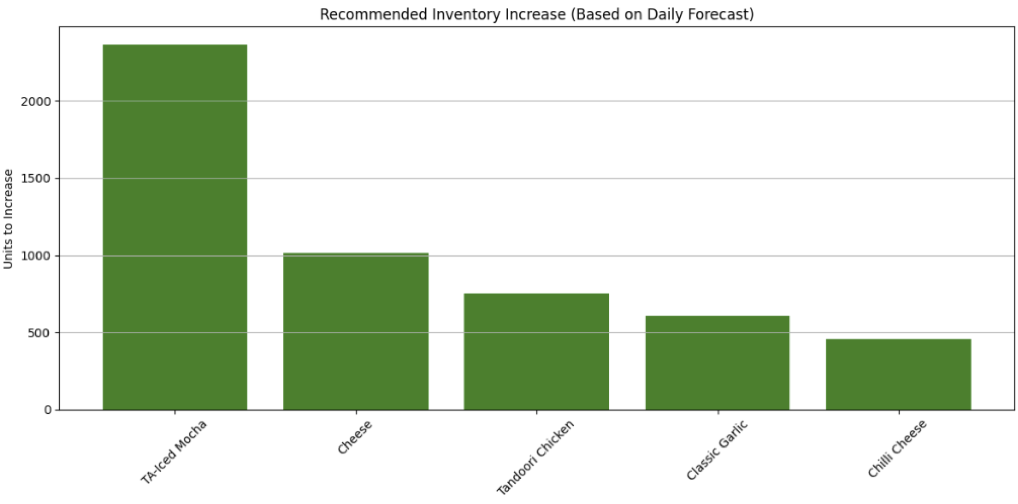 Recommended Inventory Increase (Based on Daily Forecast)
Units to Increase
2000
1500
1000
500
0
TA-Iced Mocha
Cheese
Tandoori Chicken
Classic Garlic
Chilli Cheese